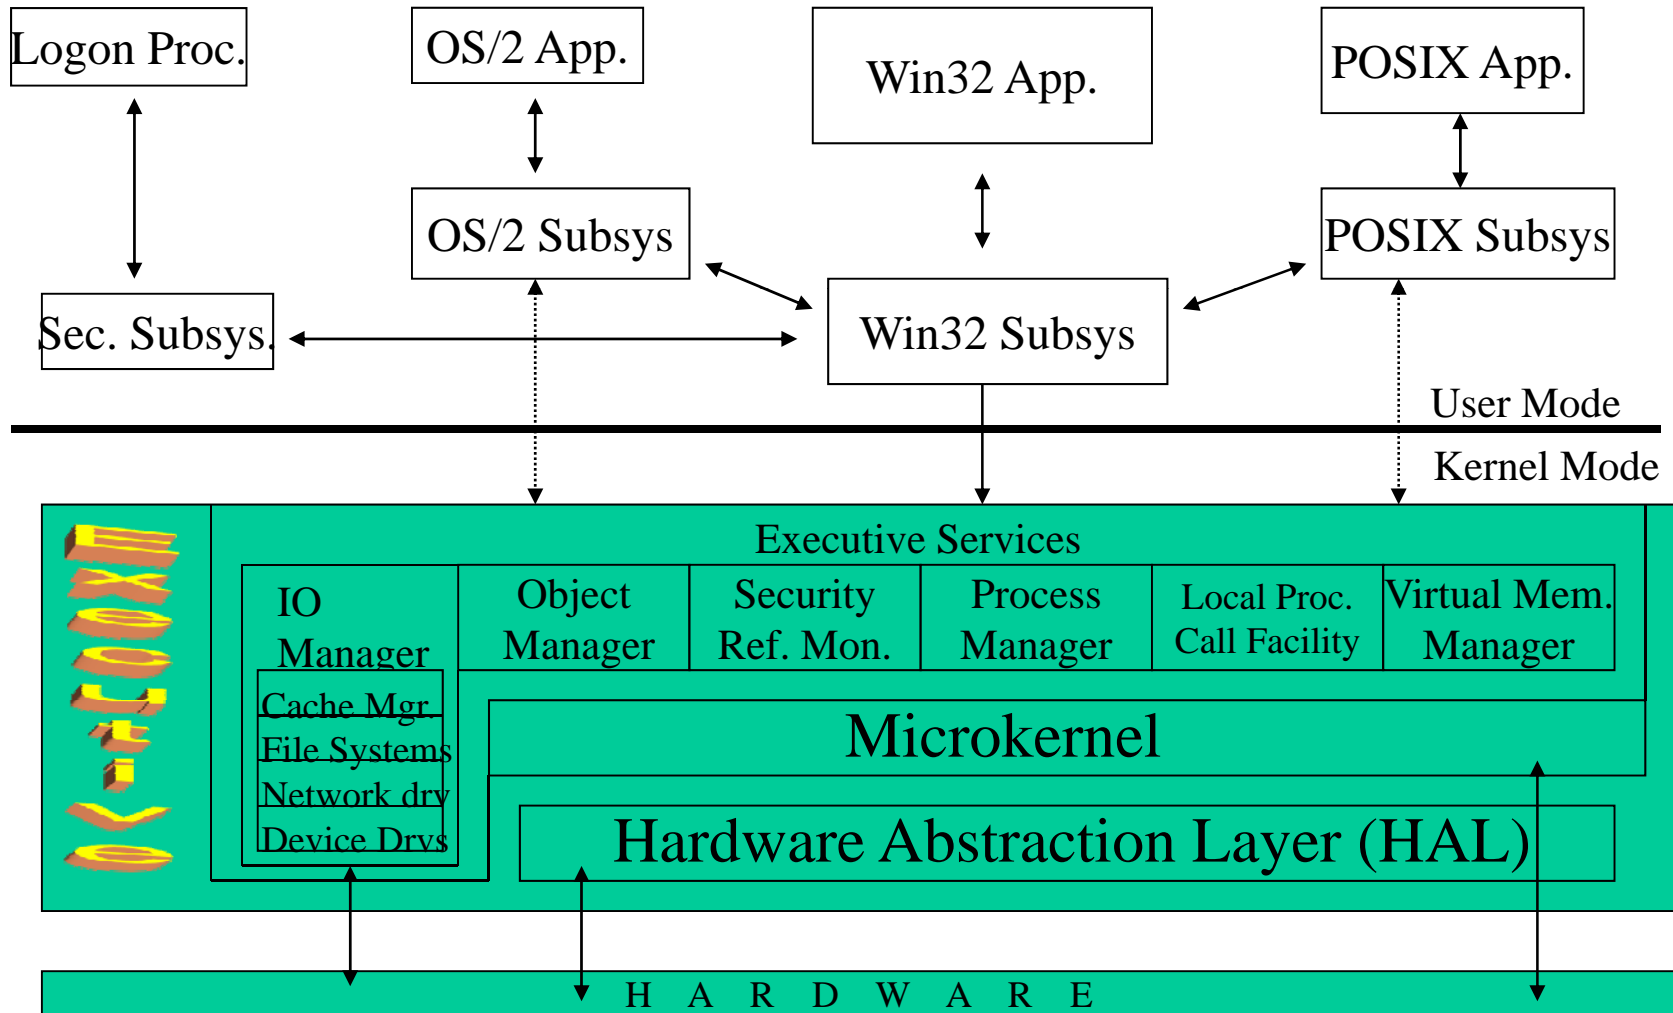 Logon Proc.
OS/2 App.
Win32 App.
POSIX App.
OS/2 Subsys
POSIX Subsys
Sec. Subsys.
Win32 Subsys
User Mode
Kernel Mode
EXECUTIVE
Executive Services
IO
Manager
Object
Manager
Security
Ref. Mon.
Process
Manager
Local Proc.
Call Facility
Virtual Mem.
Manager
Cache Mgr.
File Systems
Network drv
Device Drvs
Microkernel
Hardware Abstraction Layer (HAL)
H A R D W A R E